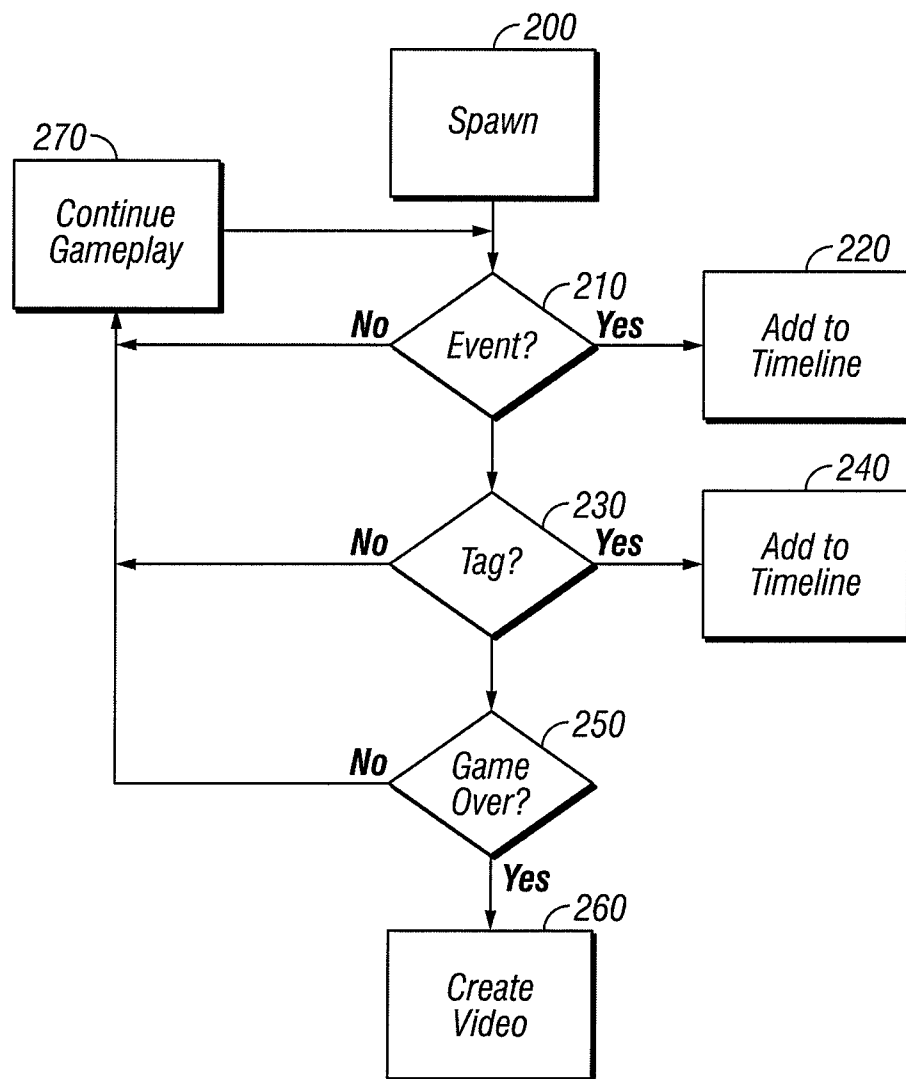 200
Spawn
270
Continue
Gameplay
210
Event?
No
Yes
220
Add to
Timeline
230
Tag?
No
Yes
240
Add to
Timeline
250
Game
Over?
No
Yes
260
Create
Video